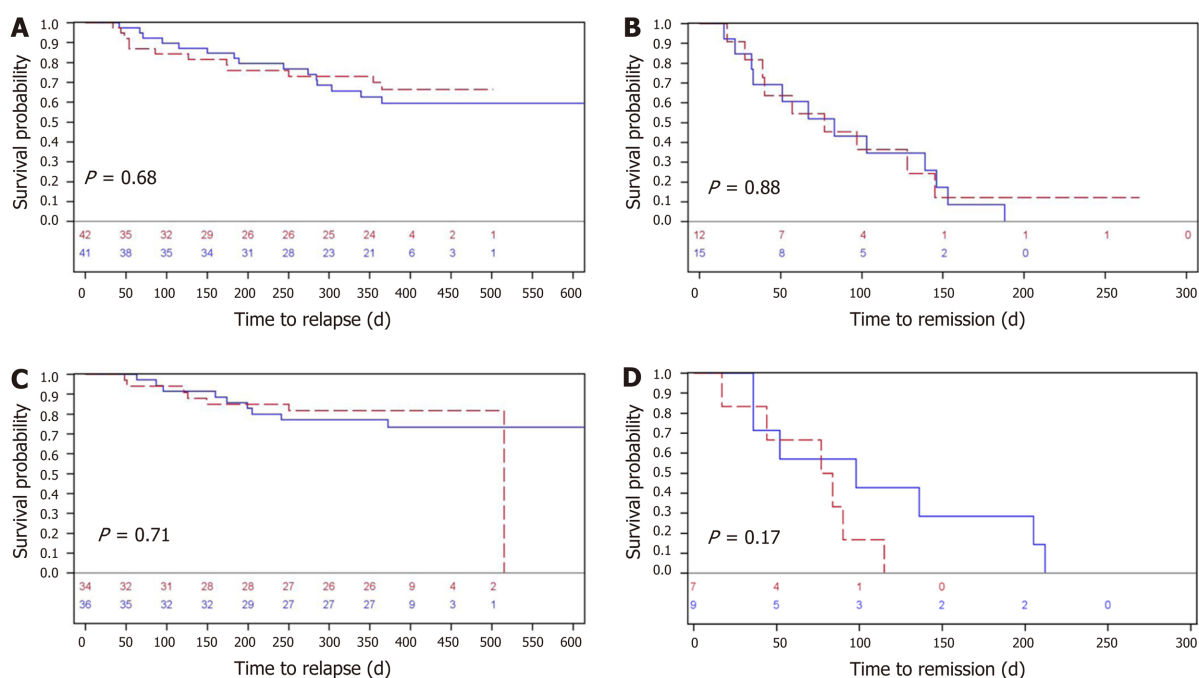 A
Survival probability
1.0
0.9
0.8
0.7
0.6
0.5
0.4
0.3
0.2
0.1
0.0
P = 0.68
42 35 32 29 26 26 25 24 4 2 1
41 38 35 34 31 28 23 21 6 3 1
0 50 100 150 200 250 300 350 400 450 500 550 600
Time to relapse (d)
B
Survival probability
1.0
0.9
0.8
0.7
0.6
0.5
0.4
0.3
0.2
0.1
0.0
P = 0.88
12 7 4 1 1 1 0
15 8 5 2 0
0 50 100 150 200 250 300
Time to remission (d)
C
Survival probability
1.0
0.9
0.8
0.7
0.6
0.5
0.4
0.3
0.2
0.1
0.0
P = 0.71
34 32 31 28 28 27 26 26 9 4 2
36 35 32 32 29 27 27 27 9 3 1
0 50 100 150 200 250 300 350 400 450 500 550 600
Time to relapse (d)
D
Survival probability
1.0
0.9
0.8
0.7
0.6
0.5
0.4
0.3
0.2
0.1
0.0
P = 0.17
7 4 1 0
9 5 3 2 2 0
0 50 100 150 200 250 300
Time to remission (d)